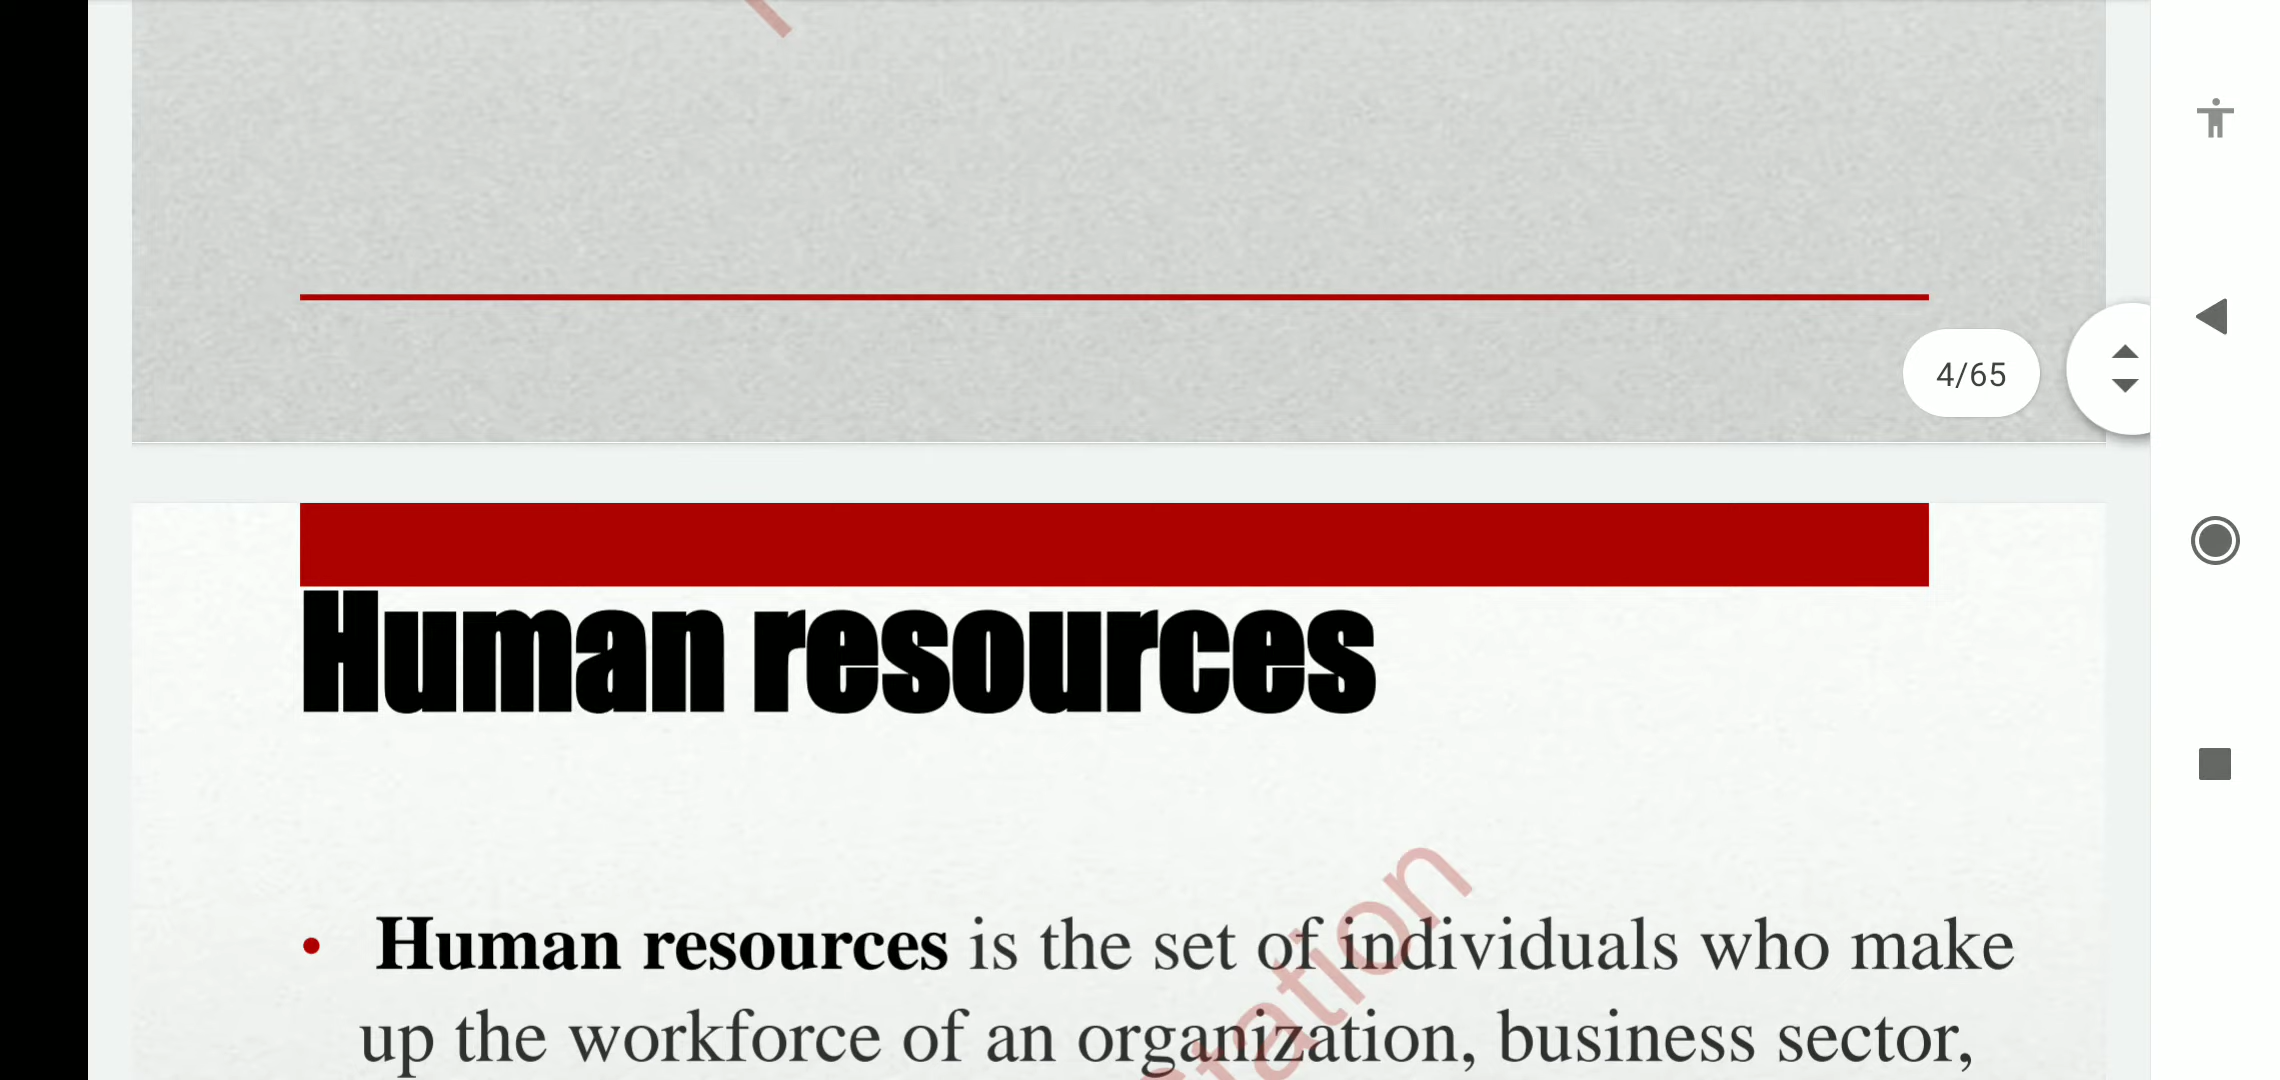 4/65
Human resources
• Human resources is the set of individuals who make
up the workforce of an organization, business sector,